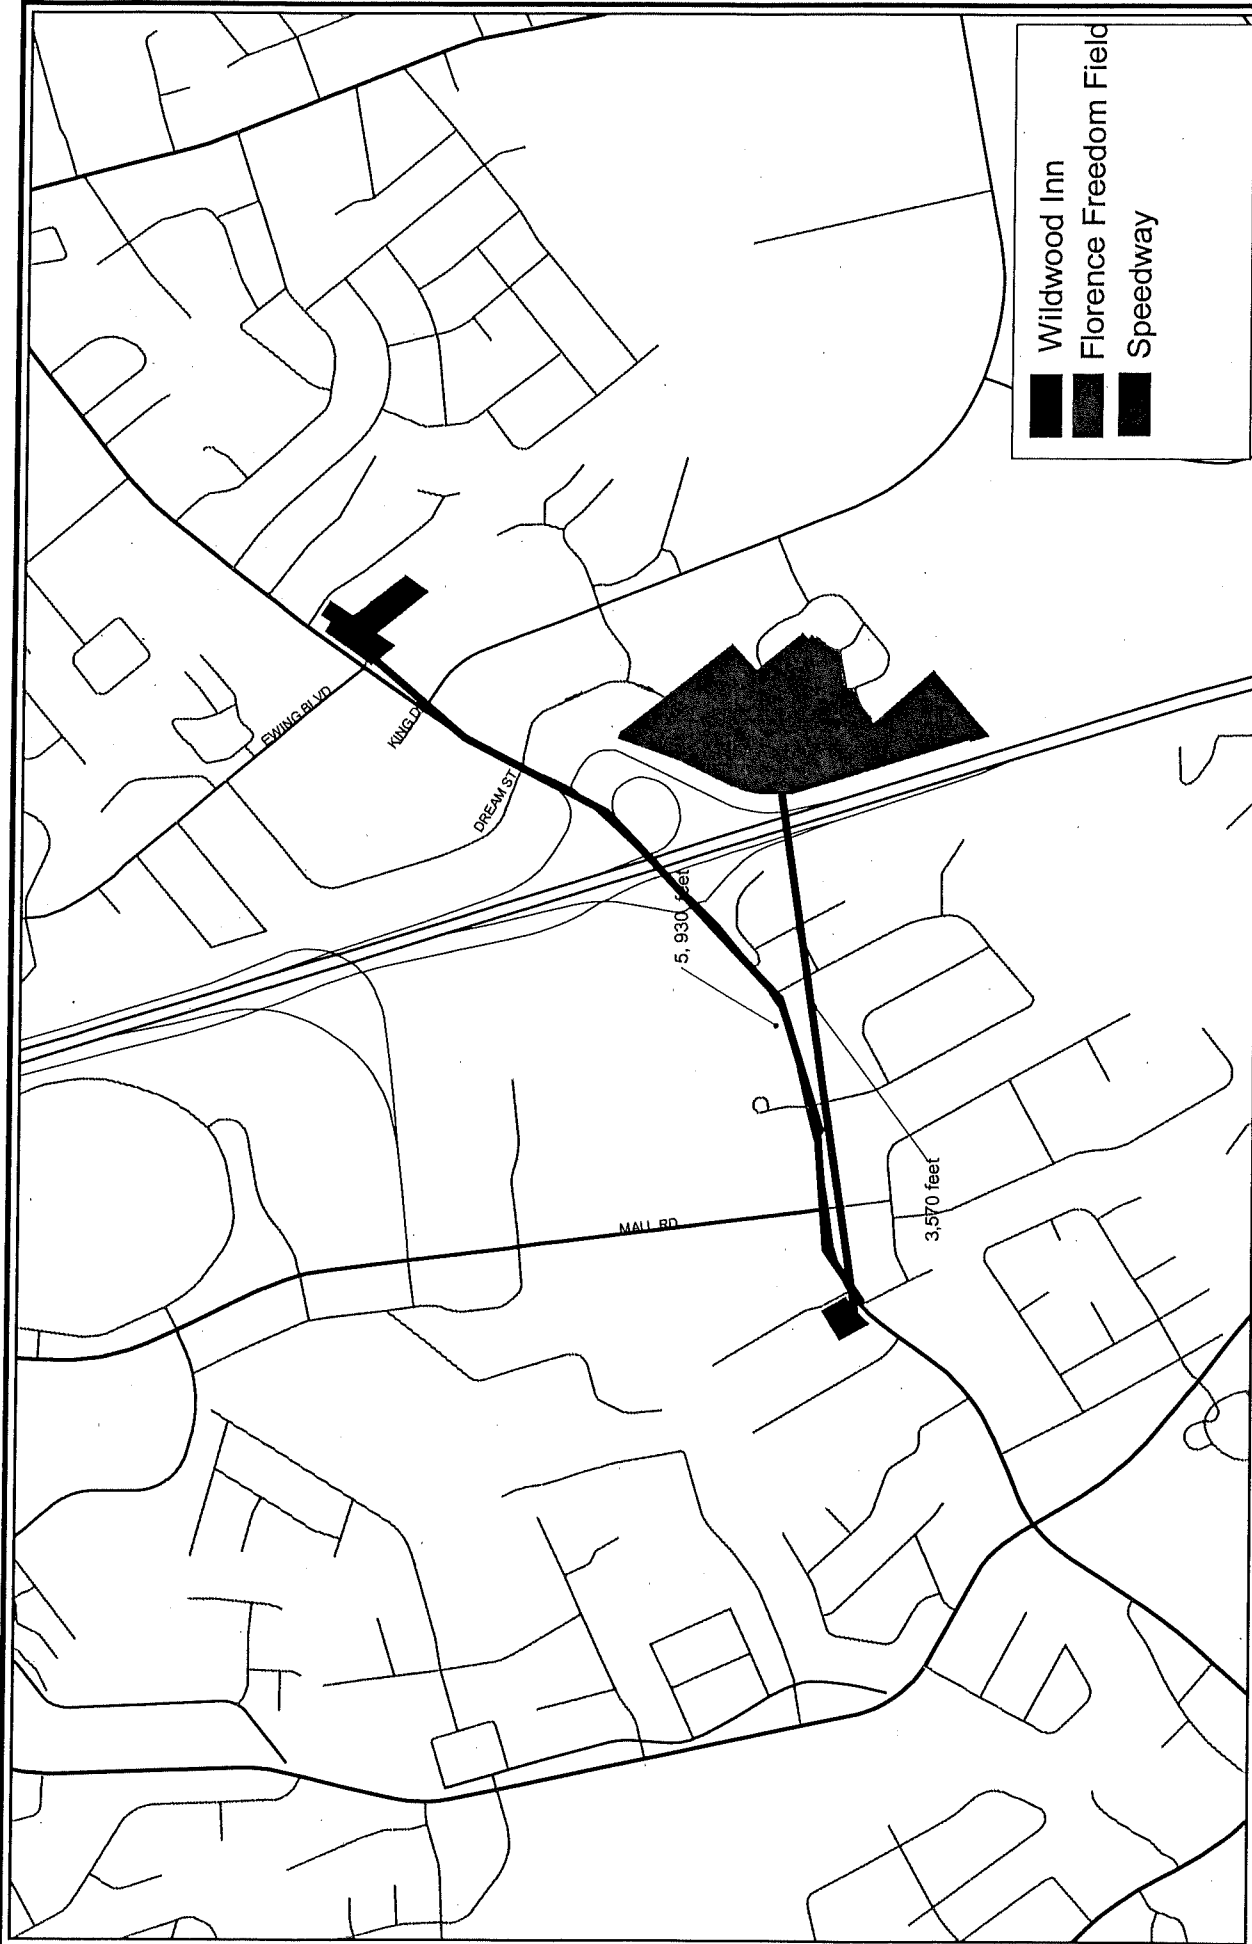 Wildwood Inn
Florence Freedom Field
Speedway
EWING BLVD
KING D
DREAM ST
5, 930 feet
MALL RD
3,570 feet